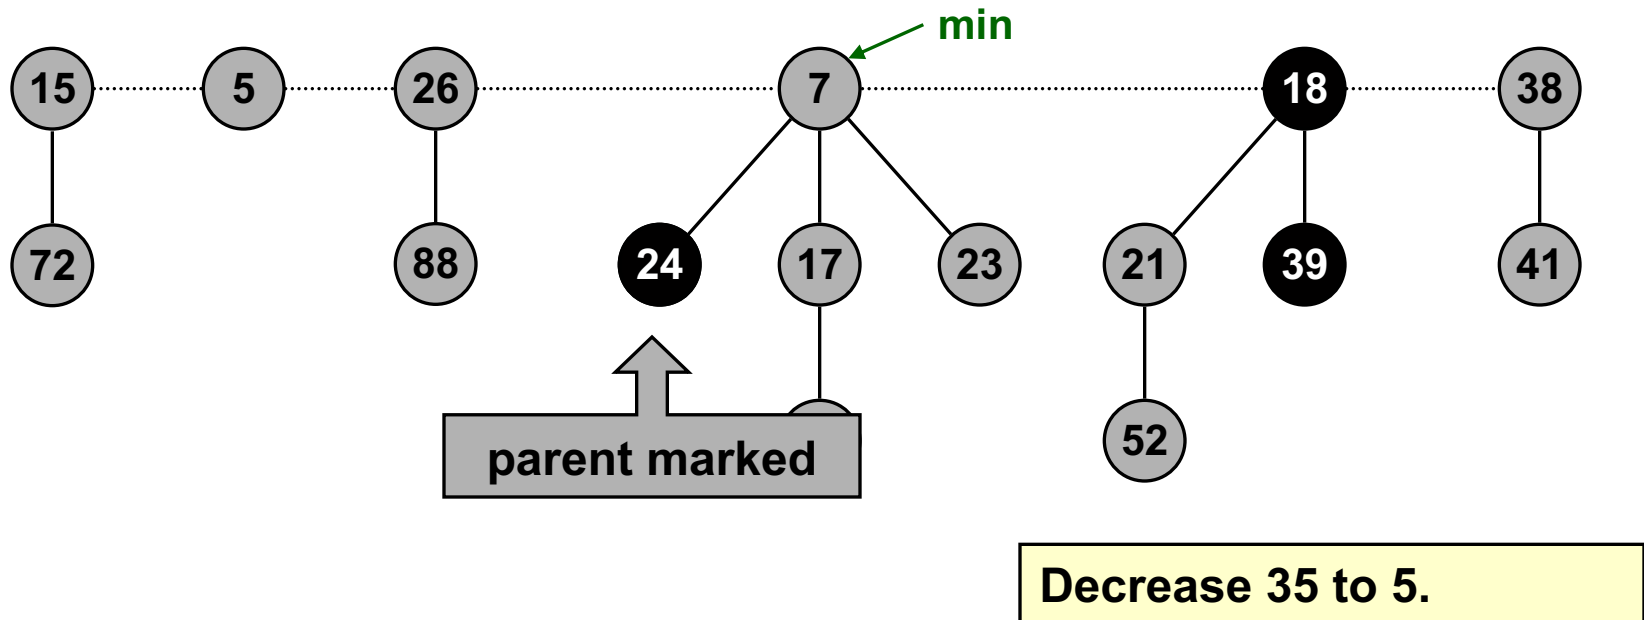 min
15 5 26 7 18 38
72 88 24 17 23 21 39 41
52
parent marked
Decrease 35 to 5.